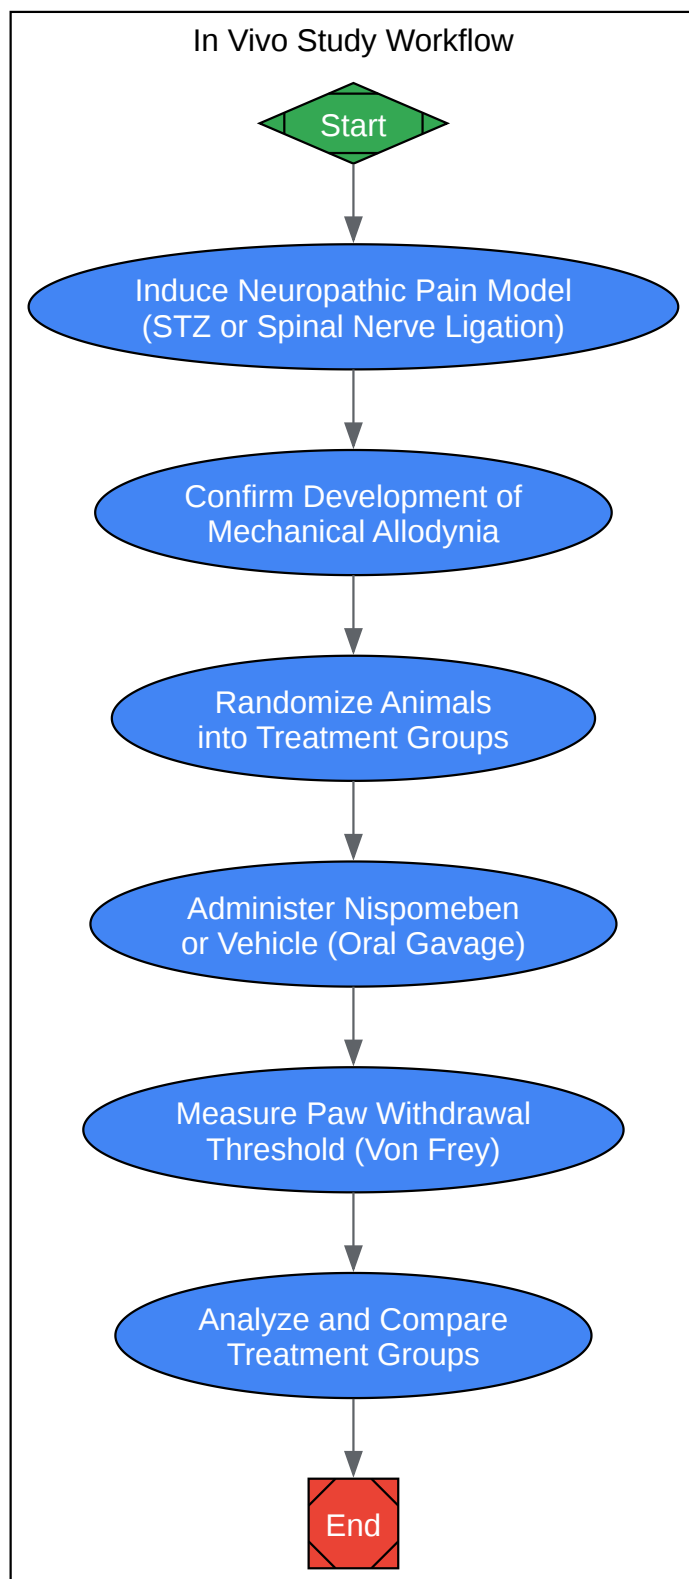 In Vivo Study Workflow
Start
Induce Neuropathic Pain Model
(STZ or Spinal Nerve Ligation)
Confirm Development of
Mechanical Allodynia
Randomize Animals
into Treatment Groups
Administer Nispomeben
or Vehicle (Oral Gavage)
Measure Paw Withdrawal
Threshold (Von Frey)
Analyze and Compare
Treatment Groups
End